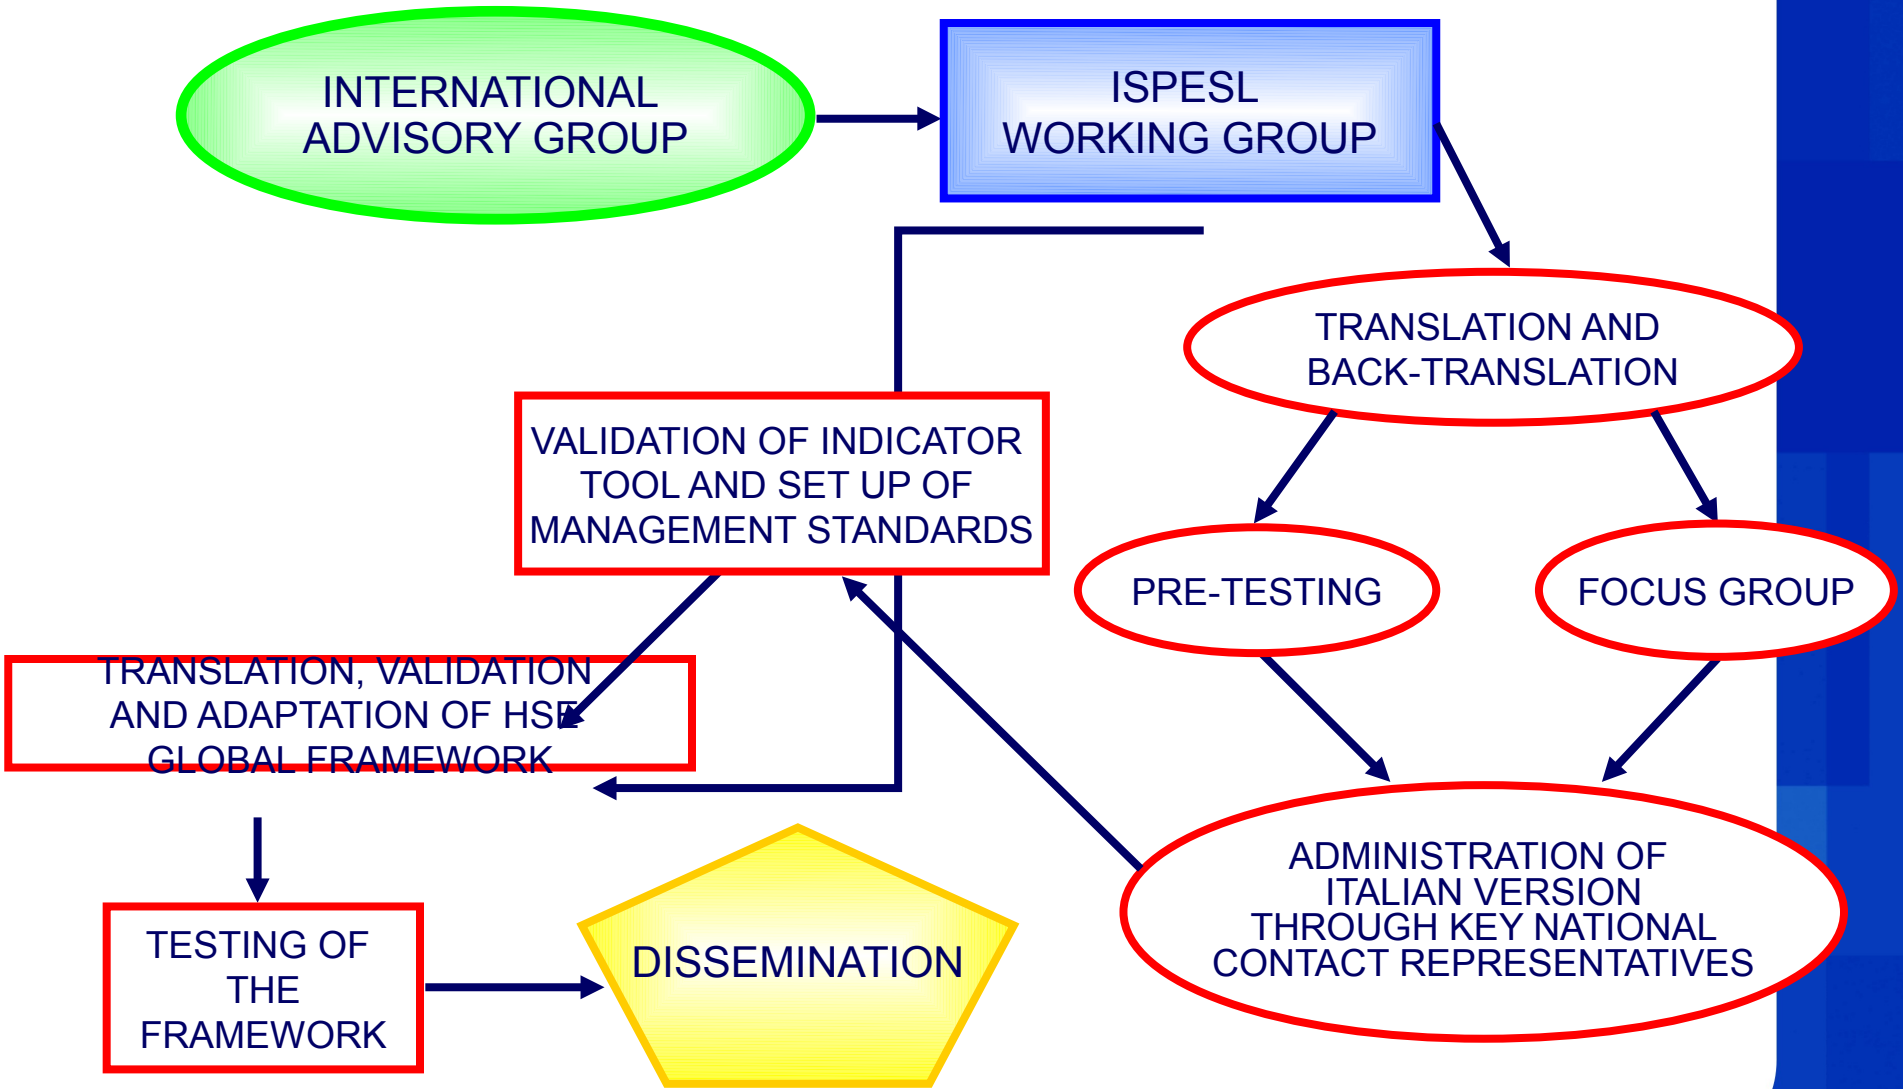 INTERNATIONAL
ADVISORY GROUP
ISPESL
WORKING GROUP
TRANSLATION AND
BACK-TRANSLATION
VALIDATION OF INDICATOR
TOOL AND SET UP OF
MANAGEMENT STANDARDS
PRE-TESTING
FOCUS GROUP
TRANSLATION, VALIDATION
AND ADAPTATION OF HSE
GLOBAL FRAMEWORK
ADMINISTRATION OF
ITALIAN VERSION
THROUGH KEY NATIONAL
CONTACT REPRESENTATIVES
TESTING OF
THE
FRAMEWORK
DISSEMINATION